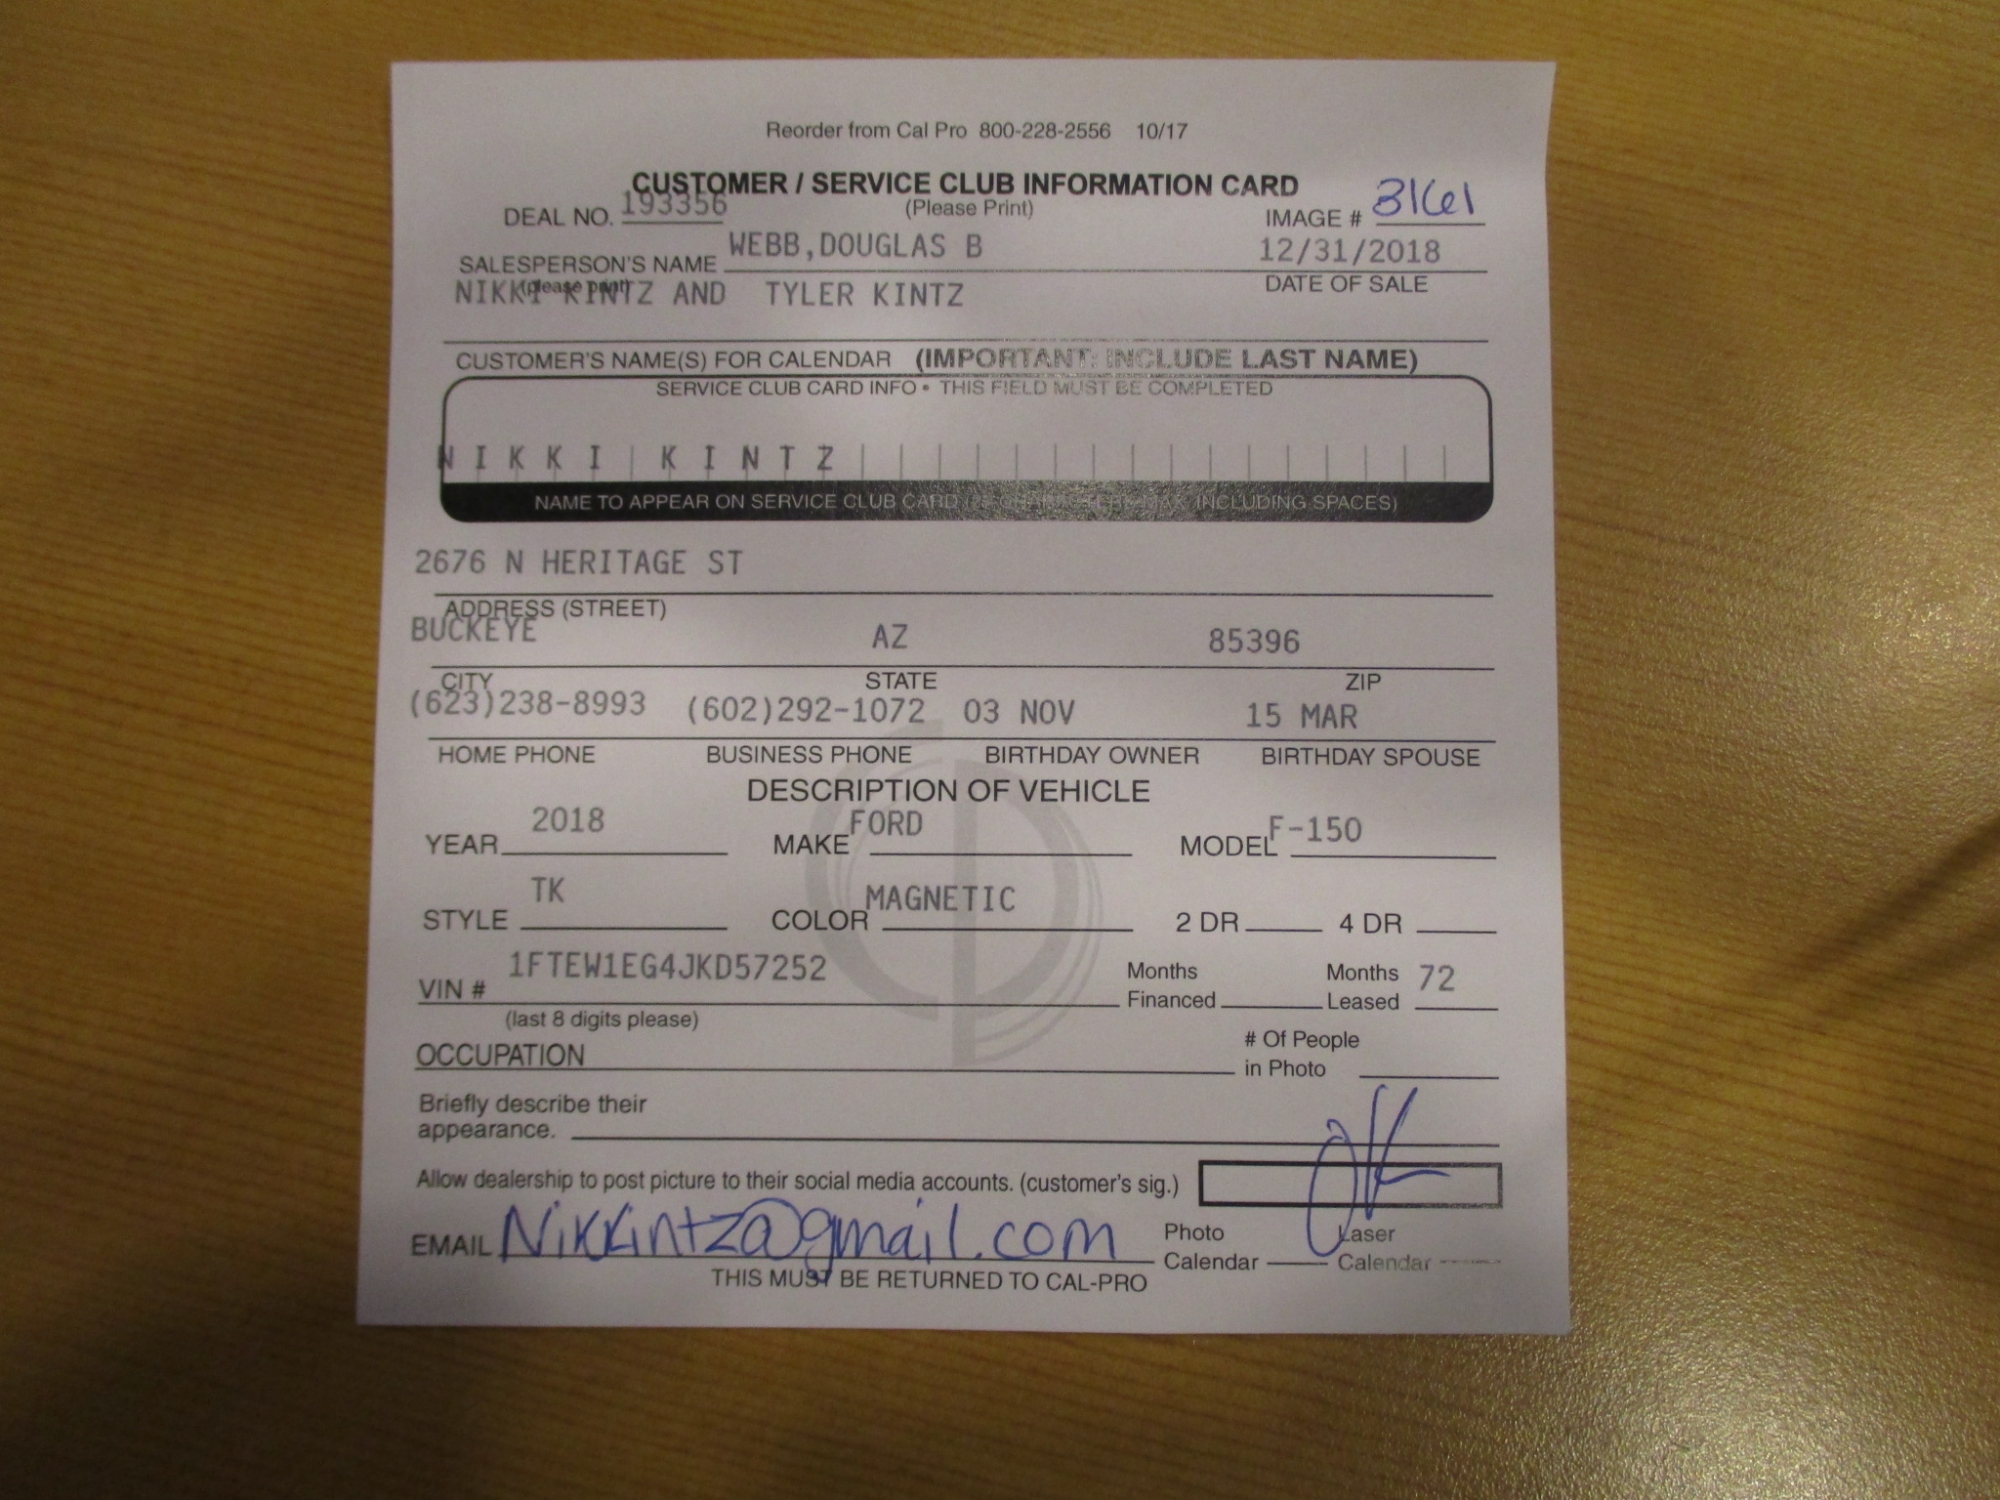 Reorder from Cal Pro 800-228-2556 10/17
CUSTOMER / SERVICE CLUB INFORMATION CARD
(Please Print)
DEAL NO. 193356
IMAGE # 3161
SALESPERSON'S NAME WEBB,DOUGLAS B
(please print)
12/31/2018
DATE OF SALE
NIKKI KINTZ AND TYLER KINTZ
CUSTOMER'S NAME(S) FOR CALENDAR (IMPORTANT: INCLUDE LAST NAME)
SERVICE CLUB CARD INFO • THIS FIELD MUST BE COMPLETED
NIKKI KINTZ
NAME TO APPEAR ON SERVICE CLUB CARD INCLUDING SPACES)
2676 N HERITAGE ST
ADDRESS (STREET)
BUCKEYE AZ 85396
CITY STATE ZIP
(623)238-8993 (602)292-1072 03 NOV 15 MAR
HOME PHONE BUSINESS PHONE BIRTHDAY OWNER BIRTHDAY SPOUSE
DESCRIPTION OF VEHICLE
YEAR 2018 MAKE FORD MODEL F-150
STYLE TK COLOR MAGNETIC 2 DR 4 DR
VIN # 1FTEW1EG4JKD57252 Months Financed Months Leased 72
(last 8 digits please)
OCCUPATION # Of People in Photo
Briefly describe their
appearance.
Allow dealership to post picture to their social media accounts. (customer's sig.)
EMAIL Nikkintz@gmail.com Photo Calendar Laser Calendar
THIS MUST BE RETURNED TO CAL-PRO